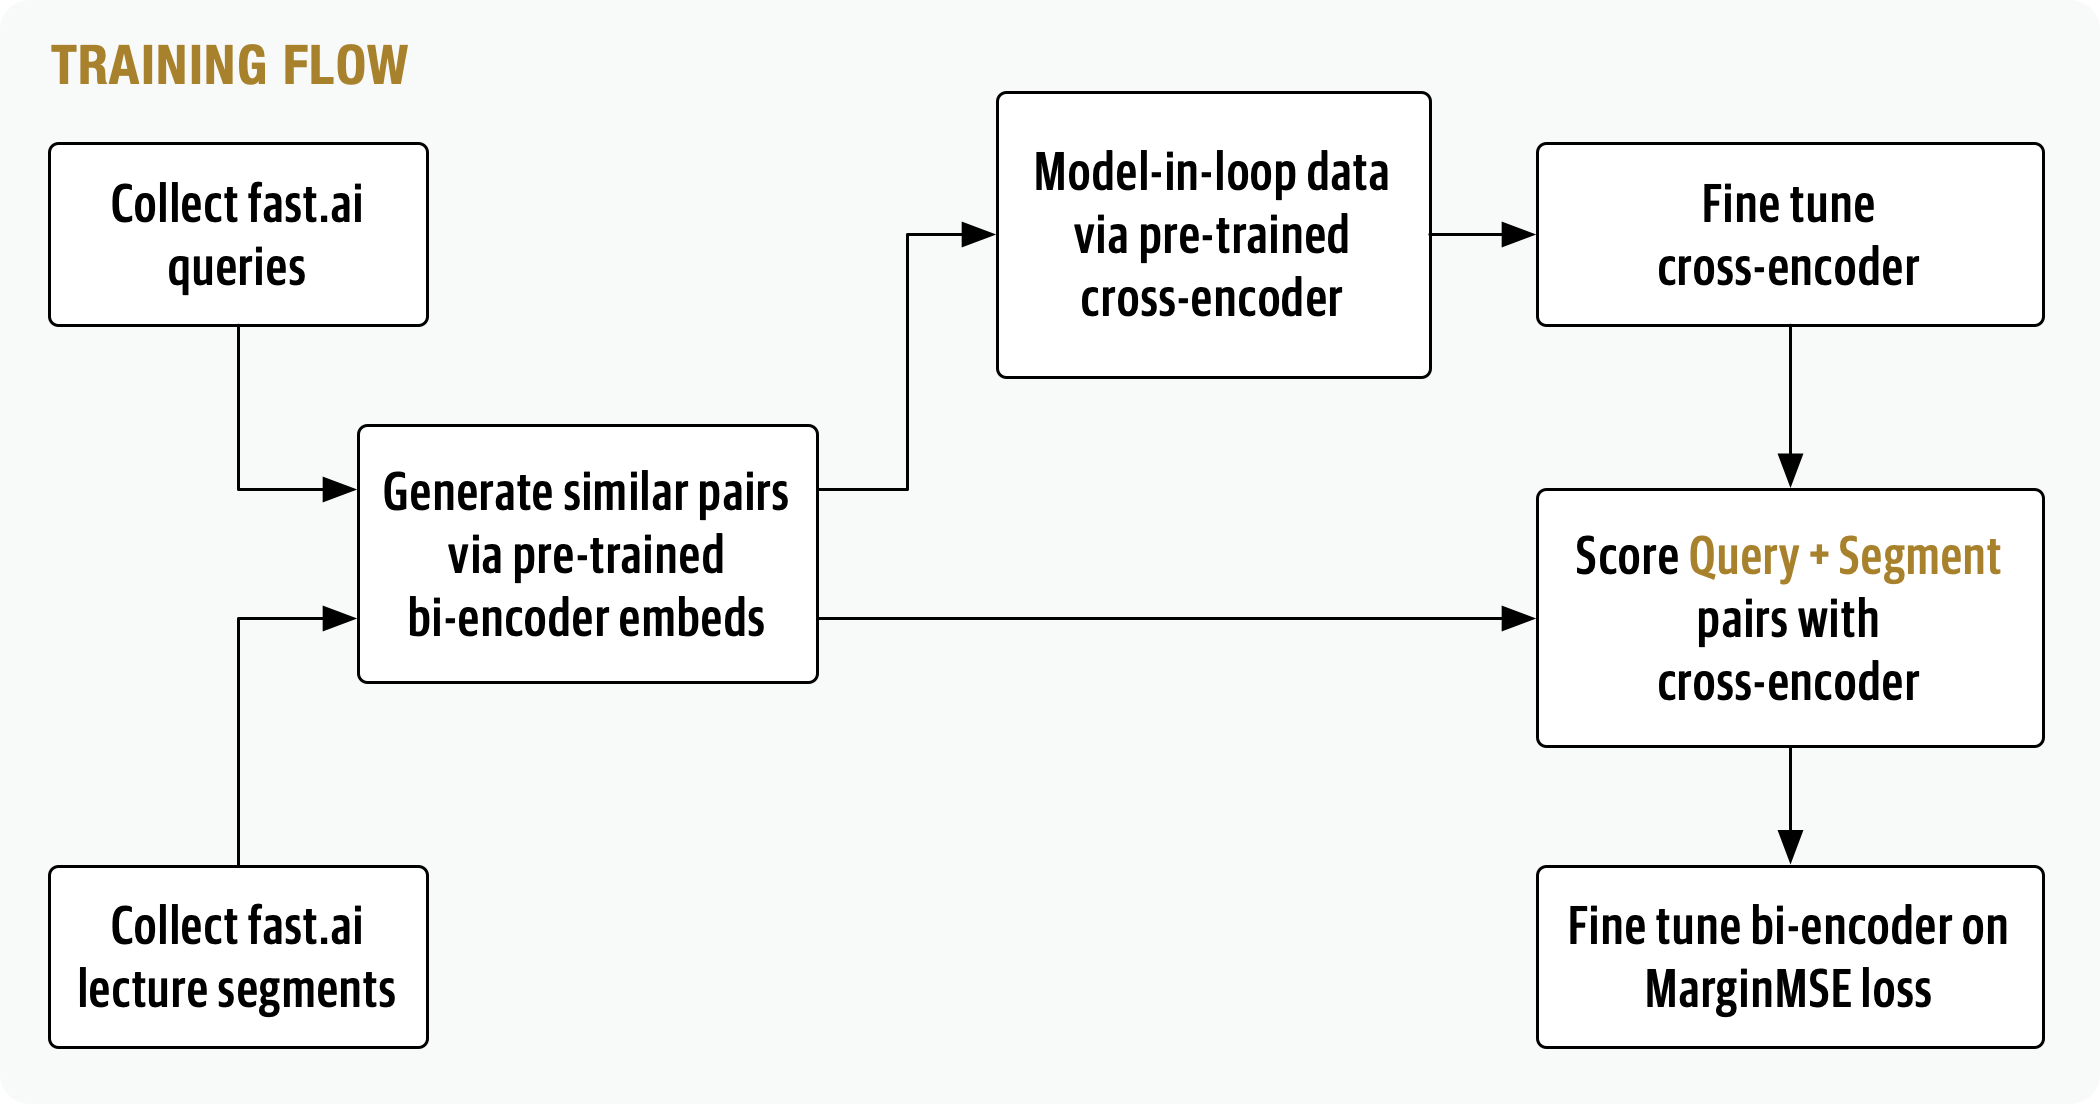 TRAINING FLOW
Collect fast.ai
queries
Model-in-loop data
via pre-trained
cross-encoder
Fine tune
cross-encoder
Generate similar pairs
via pre-trained
bi-encoder embeds
Score Query + Segment
pairs with
cross-encoder
Collect fast.ai
lecture segments
Fine tune bi-encoder on
MarginMSE loss